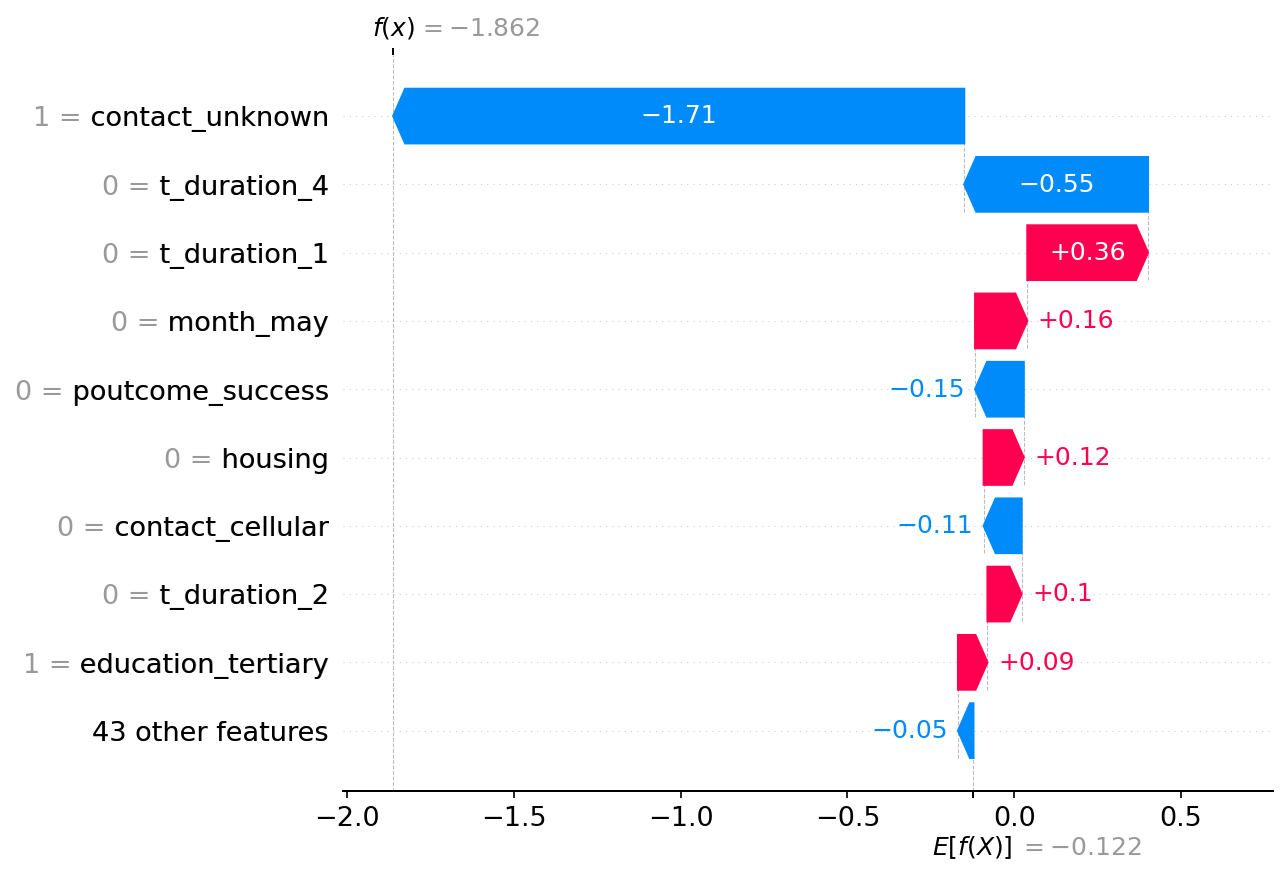 f(x) = −1.862
1 = contact_unknown
−1.71
0 = t_duration_4
−0.55
0 = t_duration_1
+0.36
0 = month_may
+0.16
0 = poutcome_success
−0.15
0 = housing
+0.12
0 = contact_cellular
−0.11
0 = t_duration_2
+0.1
1 = education_tertiary
+0.09
43 other features
−0.05
−2.0 −1.5 −1.0 −0.5 0.0 0.5
E[f(X)] = −0.122